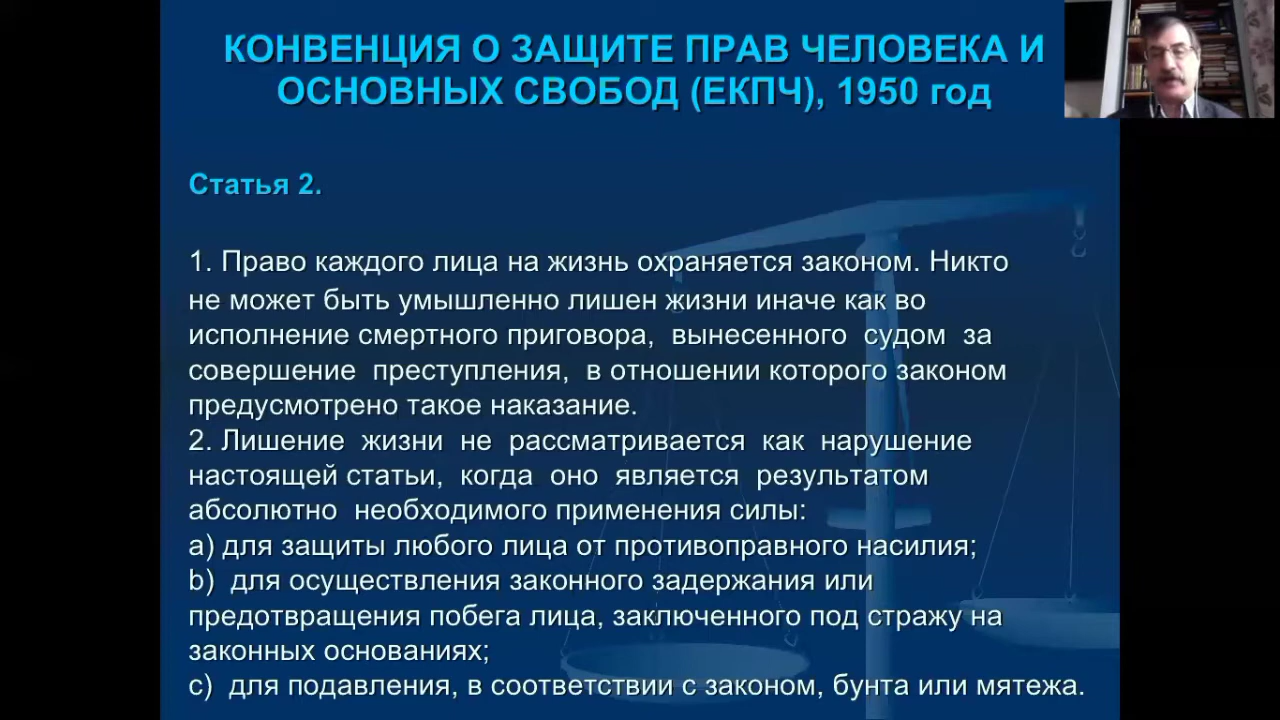 КОНВЕНЦИЯ О ЗАЩИТЕ ПРАВ ЧЕЛОВЕКА И
ОСНОВНЫХ СВОБОД (ЕКПЧ), 1950 год
Статья 2.
1. Право каждого лица на жизнь охраняется законом. Никто
не может быть умышленно лишен жизни иначе как во
исполнение смертного приговора, вынесенного судом за
совершение преступления, в отношении которого законом
предусмотрено такое наказание.
2. Лишение жизни не рассматривается как нарушение
настоящей статьи, когда оно является результатом
абсолютно необходимого применения силы:
a) для защиты любого лица от противоправного насилия;
b) для осуществления законного задержания или
предотвращения побега лица, заключенного под стражу на
законных основаниях;
c) для подавления, в соответствии с законом, бунта или мятежа.